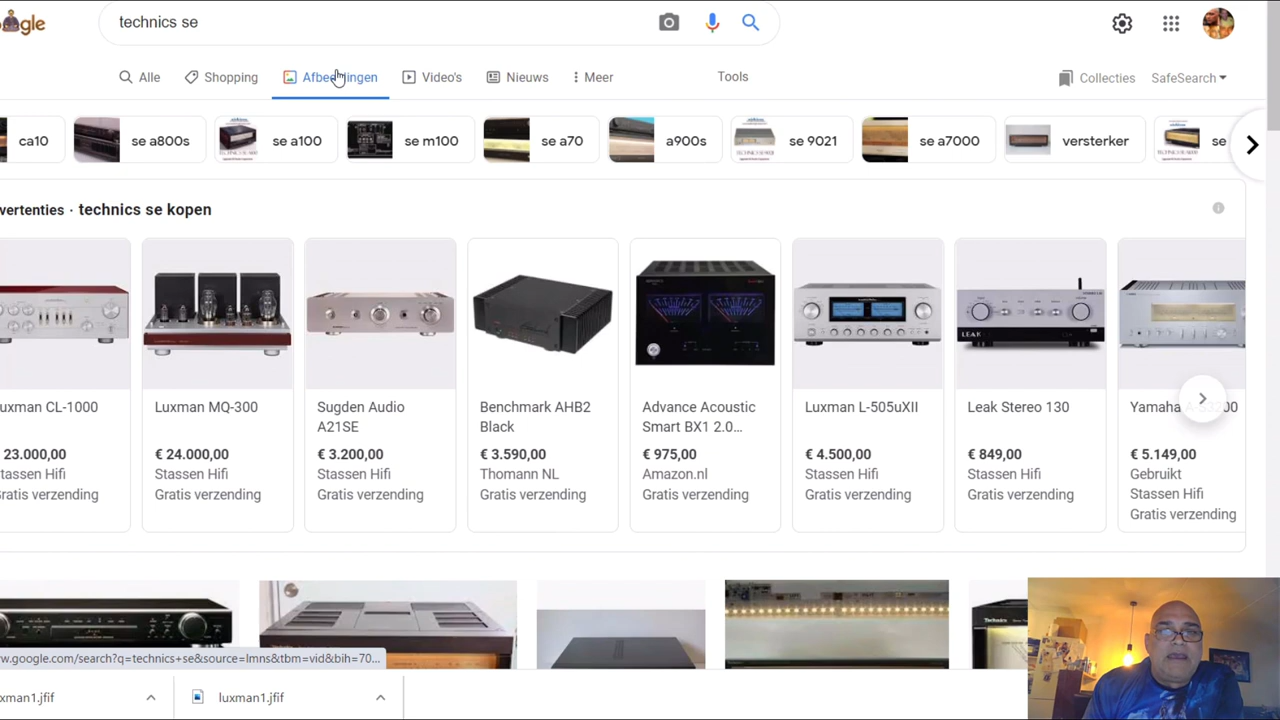 gle
technics se
Alle
Shopping
Afbeeldingen
Video's
Nieuws
Meer
Tools
Collecties
SafeSearch
ca10
se a800s
se a100
se m100
se a70
a900s
se 9021
se a7000
versterker
se
vertenties · technics se kopen
uxman CL-1000
23.000,00
tassen Hifi
ratis verzending
Luxman MQ-300
€ 24.000,00
Stassen Hifi
Gratis verzending
Sugden Audio
A21SE
€ 3.200,00
Stassen Hifi
Gratis verzending
Benchmark AHB2
Black
€ 3.590,00
Thomann NL
Gratis verzending
Advance Acoustic
Smart BX1 2.0...
€ 975,00
Amazon.nl
Gratis verzending
Luxman L-505uXII
€ 4.500,00
Stassen Hifi
Gratis verzending
LEAK
Leak Stereo 130
€ 849,00
Stassen Hifi
Gratis verzending
Yamaha A-S3200
€ 5.149,00
Gebruikt
Stassen Hifi
Gratis verzending
Technics
w.google.com/search?q=technics+se&source=lmns&tbm=vid&bih=70...
xman1.jfif
luxman1.jfif